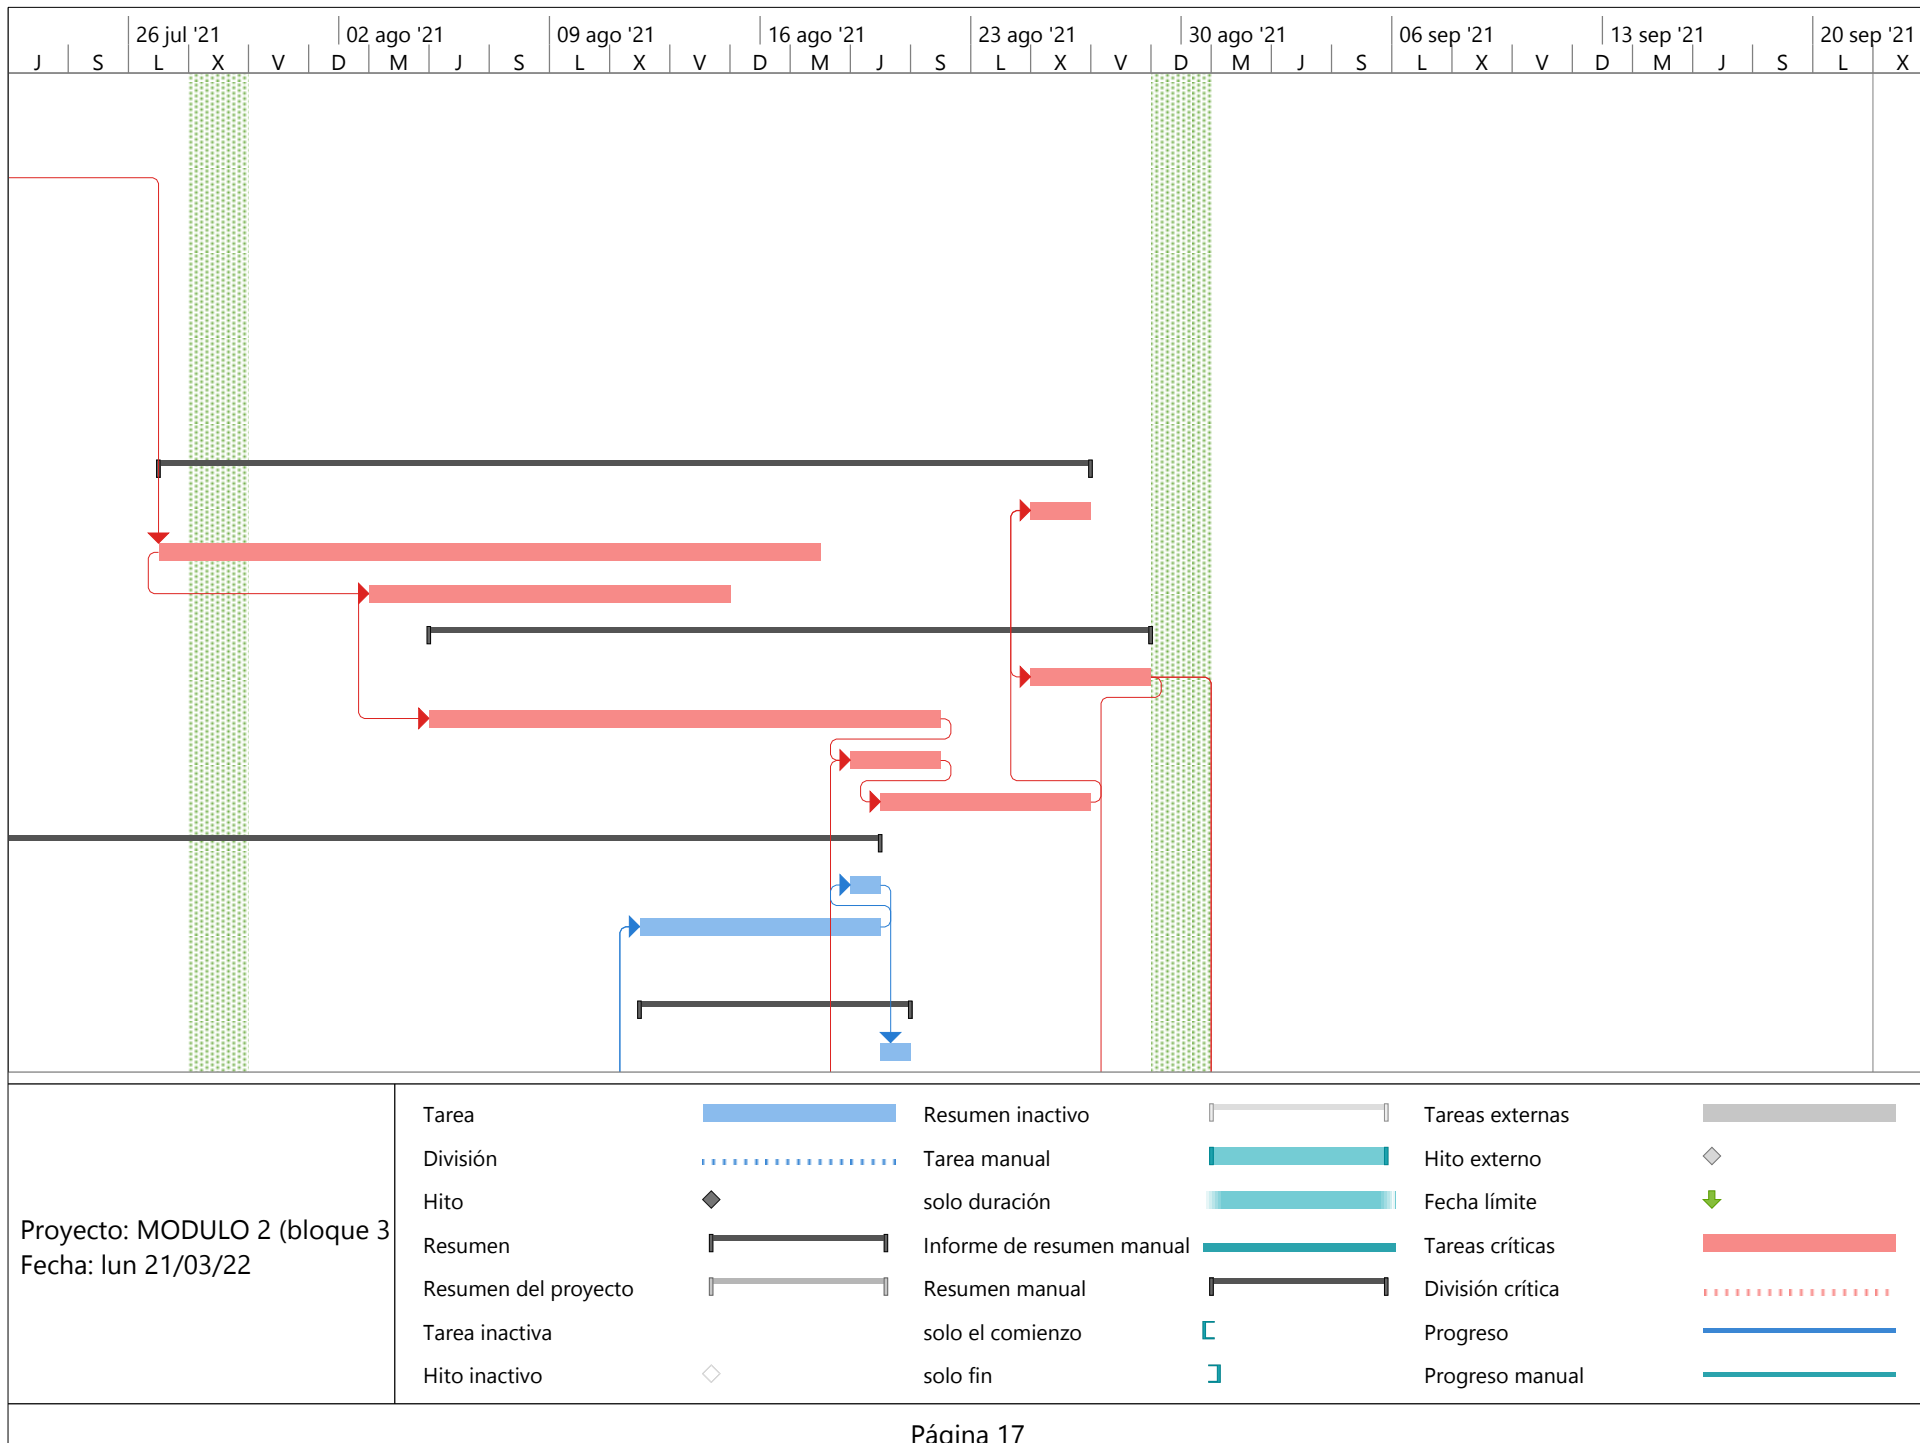 26 jul '21 02 ago '21 09 ago '21 16 ago '21 23 ago '21 30 ago '21 06 sep '21 13 sep '21 20 sep '21
J S L X V D M J S L X V D M J S L X V D M J S L X V D M J S L X
Proyecto: MODULO 2 (bloque 3
Fecha: lun 21/03/22
Tarea
División
Hito
Resumen
Resumen del proyecto
Tarea inactiva
Hito inactivo
Resumen inactivo
Tarea manual
solo duración
Informe de resumen manual
Resumen manual
solo el comienzo
solo fin
Tareas externas
Hito externo
Fecha límite
Tareas críticas
División crítica
Progreso
Progreso manual
Página 17